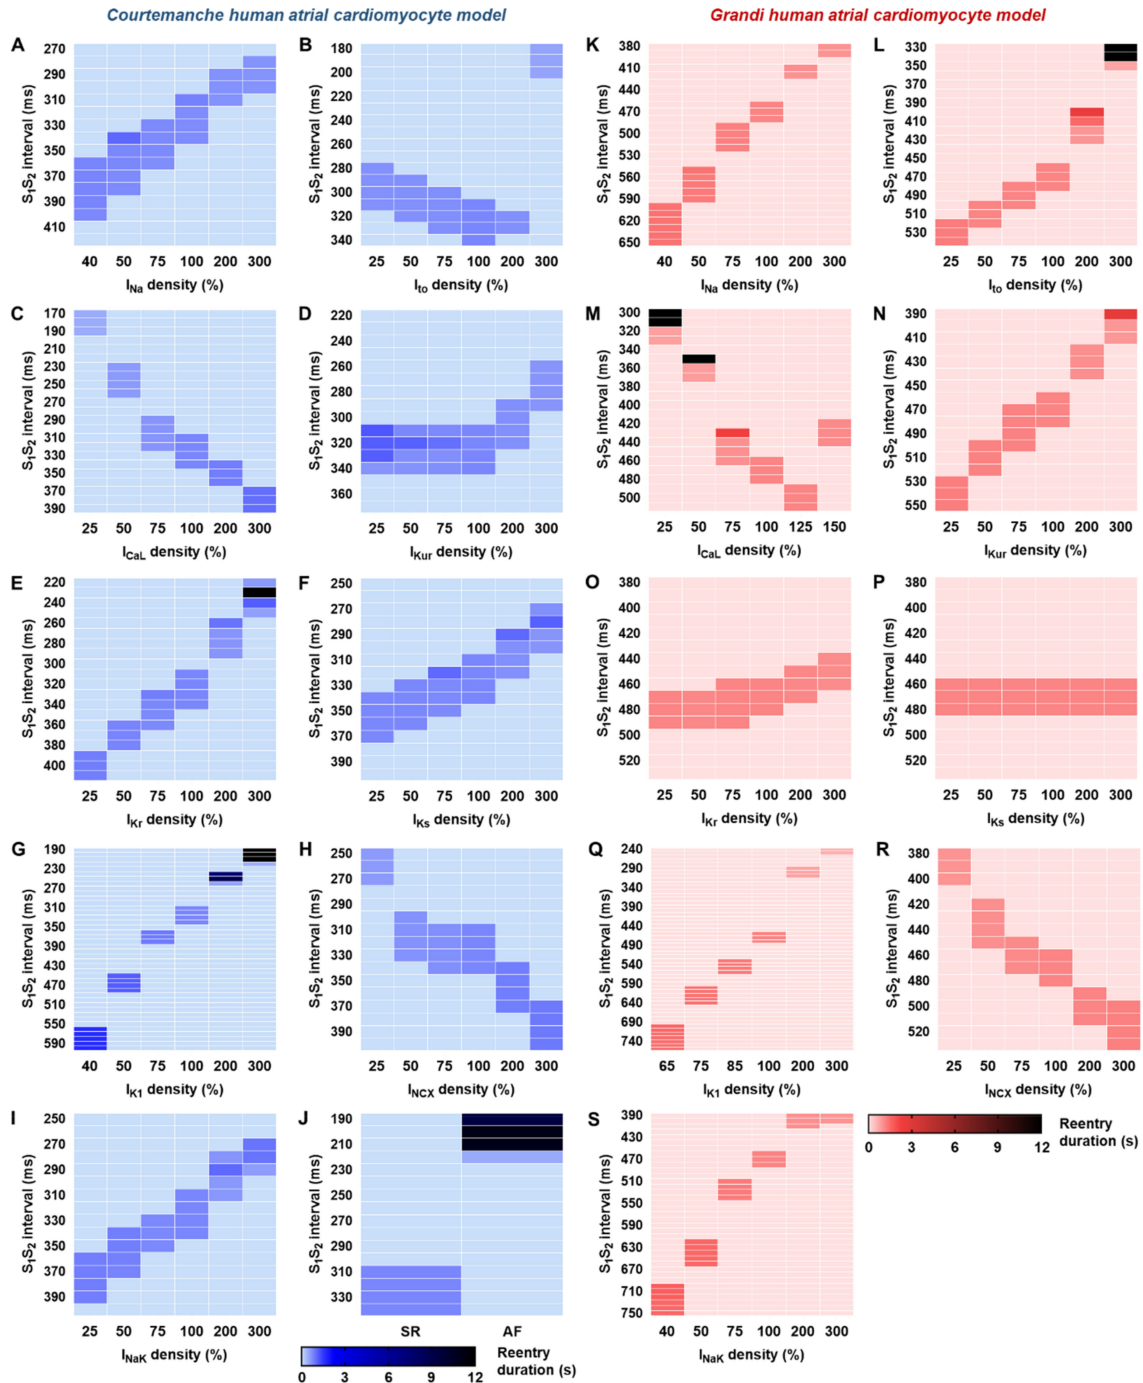 Courtemanche human atrial cardiomyocyte model
Grandi human atrial cardiomyocyte model
A
S1S2 interval (ms)
270
290
310
330
350
370
390
410
40 50 75 100 200 300
INa density (%)
B
S1S2 interval (ms)
180
200
220
240
260
280
300
320
340
25 50 75 100 200 300
Ito density (%)
K
S1S2 interval (ms)
380
410
440
470
500
530
560
590
620
650
40 50 75 100 200 300
INa density (%)
L
S1S2 interval (ms)
330
350
370
390
410
430
450
470
490
510
530
25 50 75 100 200 300
Ito density (%)
C
S1S2 interval (ms)
170
190
210
230
250
270
290
310
330
350
370
390
25 50 75 100 200 300
ICaL density (%)
D
S1S2 interval (ms)
220
240
260
280
300
320
340
360
25 50 75 100 200 300
IKur density (%)
M
S1S2 interval (ms)
300
320
340
360
380
400
420
440
460
480
500
25 50 75 100 125 150
ICaL density (%)
N
S1S2 interval (ms)
390
410
430
450
470
490
510
530
550
25 50 75 100 200 300
IKur density (%)
E
S1S2 interval (ms)
220
240
260
280
300
320
340
360
380
400
25 50 75 100 200 300
IKr density (%)
F
S1S2 interval (ms)
250
270
290
310
330
350
370
390
25 50 75 100 200 300
IKs density (%)
O
S1S2 interval (ms)
380
400
420
440
460
480
500
520
25 50 75 100 200 300
IKr density (%)
P
S1S2 interval (ms)
380
400
420
440
460
480
500
520
25 50 75 100 200 300
IKs density (%)
G
S1S2 interval (ms)
190
230
270
310
350
390
430
470
510
550
590
40 50 75 100 200 300
IK1 density (%)
H
S1S2 interval (ms)
250
270
290
310
330
350
370
390
25 50 75 100 200 300
INCX density (%)
Q
S1S2 interval (ms)
240
290
340
390
440
490
540
590
640
690
740
65 75 85 100 200 300
IK1 density (%)
R
S1S2 interval (ms)
380
400
420
440
460
480
500
520
25 50 75 100 200 300
INCX density (%)
I
S1S2 interval (ms)
250
270
290
310
330
350
370
390
25 50 75 100 200 300
INaK density (%)
J
S1S2 interval (ms)
190
210
230
250
270
290
310
330
SR AF
0 3 6 9 12
Reentry
duration (s)
S
S1S2 interval (ms)
390
430
470
510
550
590
630
670
710
750
40 50 75 100 200 300
INaK density (%)
0 3 6 9 12
Reentry
duration (s)